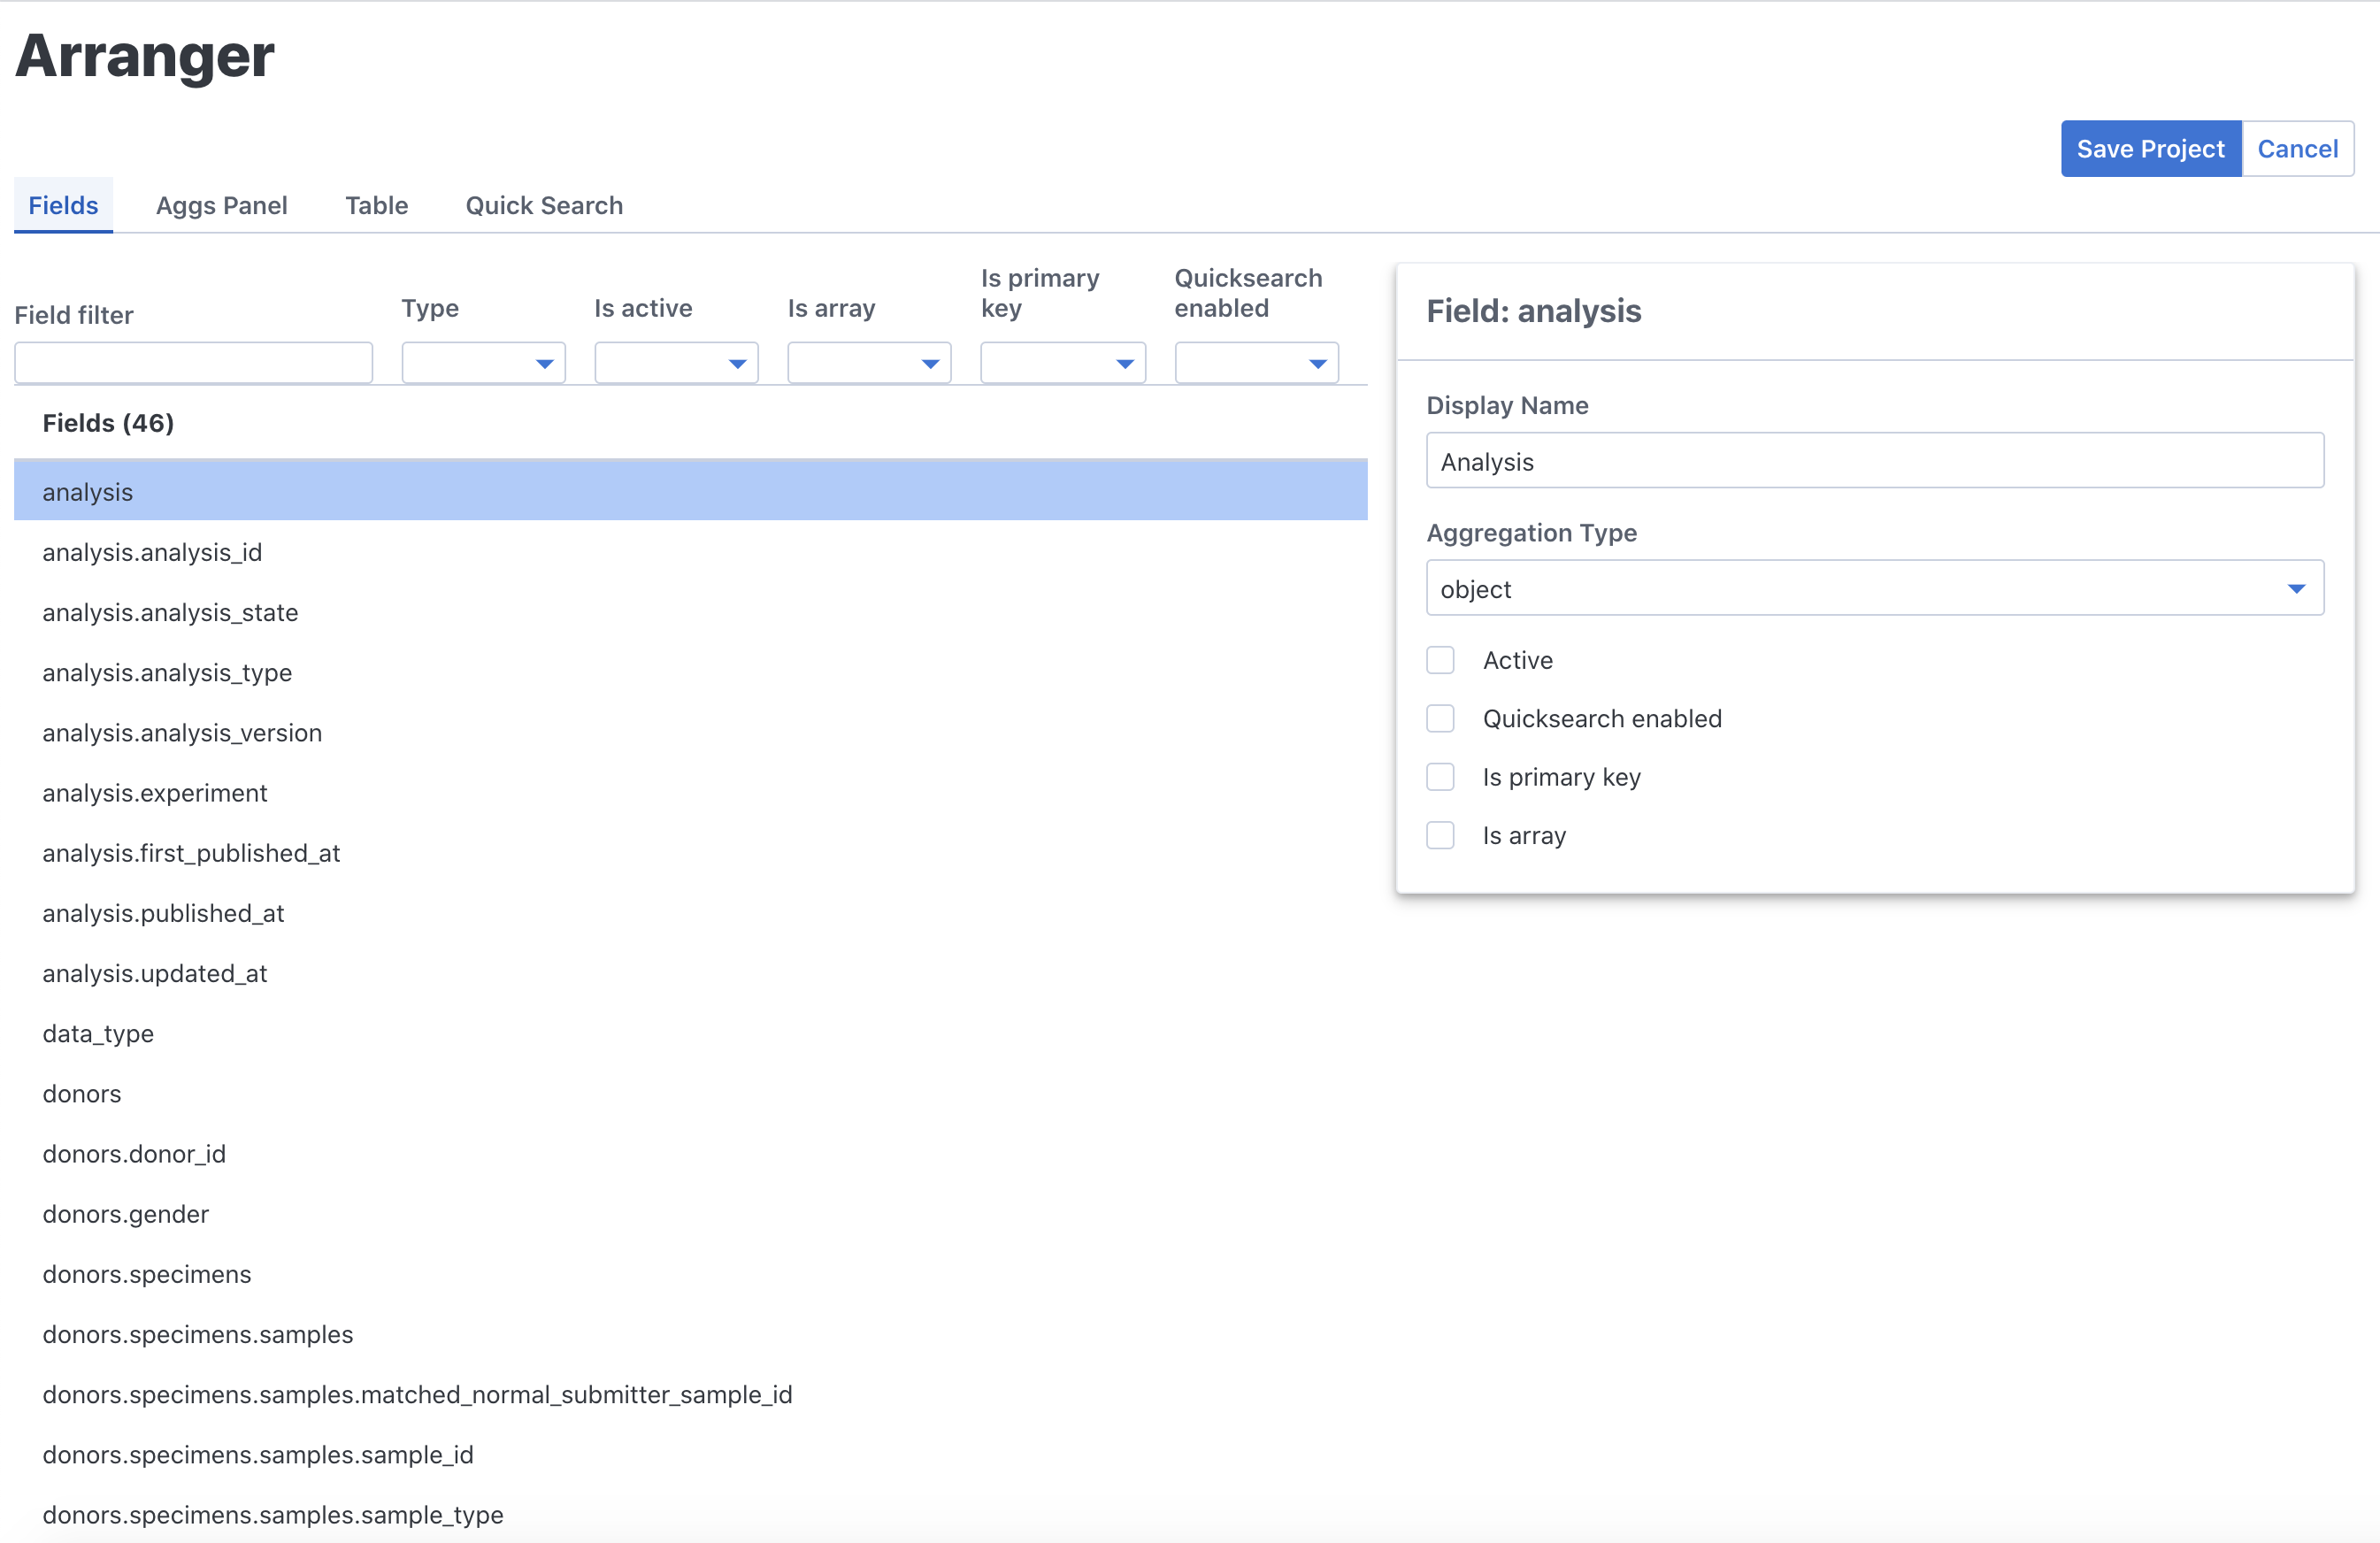 Arranger
Save Project
Cancel
Fields
Aggs Panel
Table
Quick Search
Field filter
Type
Is active
Is array
Is primary
key
Quicksearch
enabled
Fields (46)
analysis
analysis.analysis_id
analysis.analysis_state
analysis.analysis_type
analysis.analysis_version
analysis.experiment
analysis.first_published_at
analysis.published_at
analysis.updated_at
data_type
donors
donors.donor_id
donors.gender
donors.specimens
donors.specimens.samples
donors.specimens.samples.matched_normal_submitter_sample_id
donors.specimens.samples.sample_id
donors.specimens.samples.sample_type
Field: analysis
Display Name
Analysis
Aggregation Type
object
Active
Quicksearch enabled
Is primary key
Is array